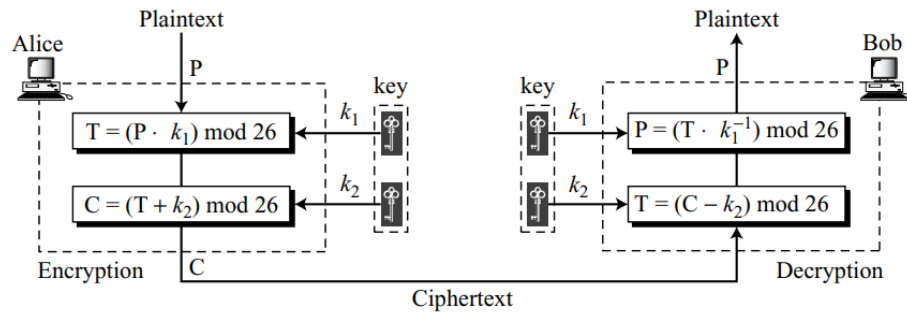 Plaintext
Plaintext
Alice
Bob
P
P
key
key
T = (P · k₁) mod 26
k₁
k₁
P = (T · k₁⁻¹) mod 26
C = (T + k₂) mod 26
k₂
k₂
T = (C − k₂) mod 26
Encryption
C
Decryption
Ciphertext